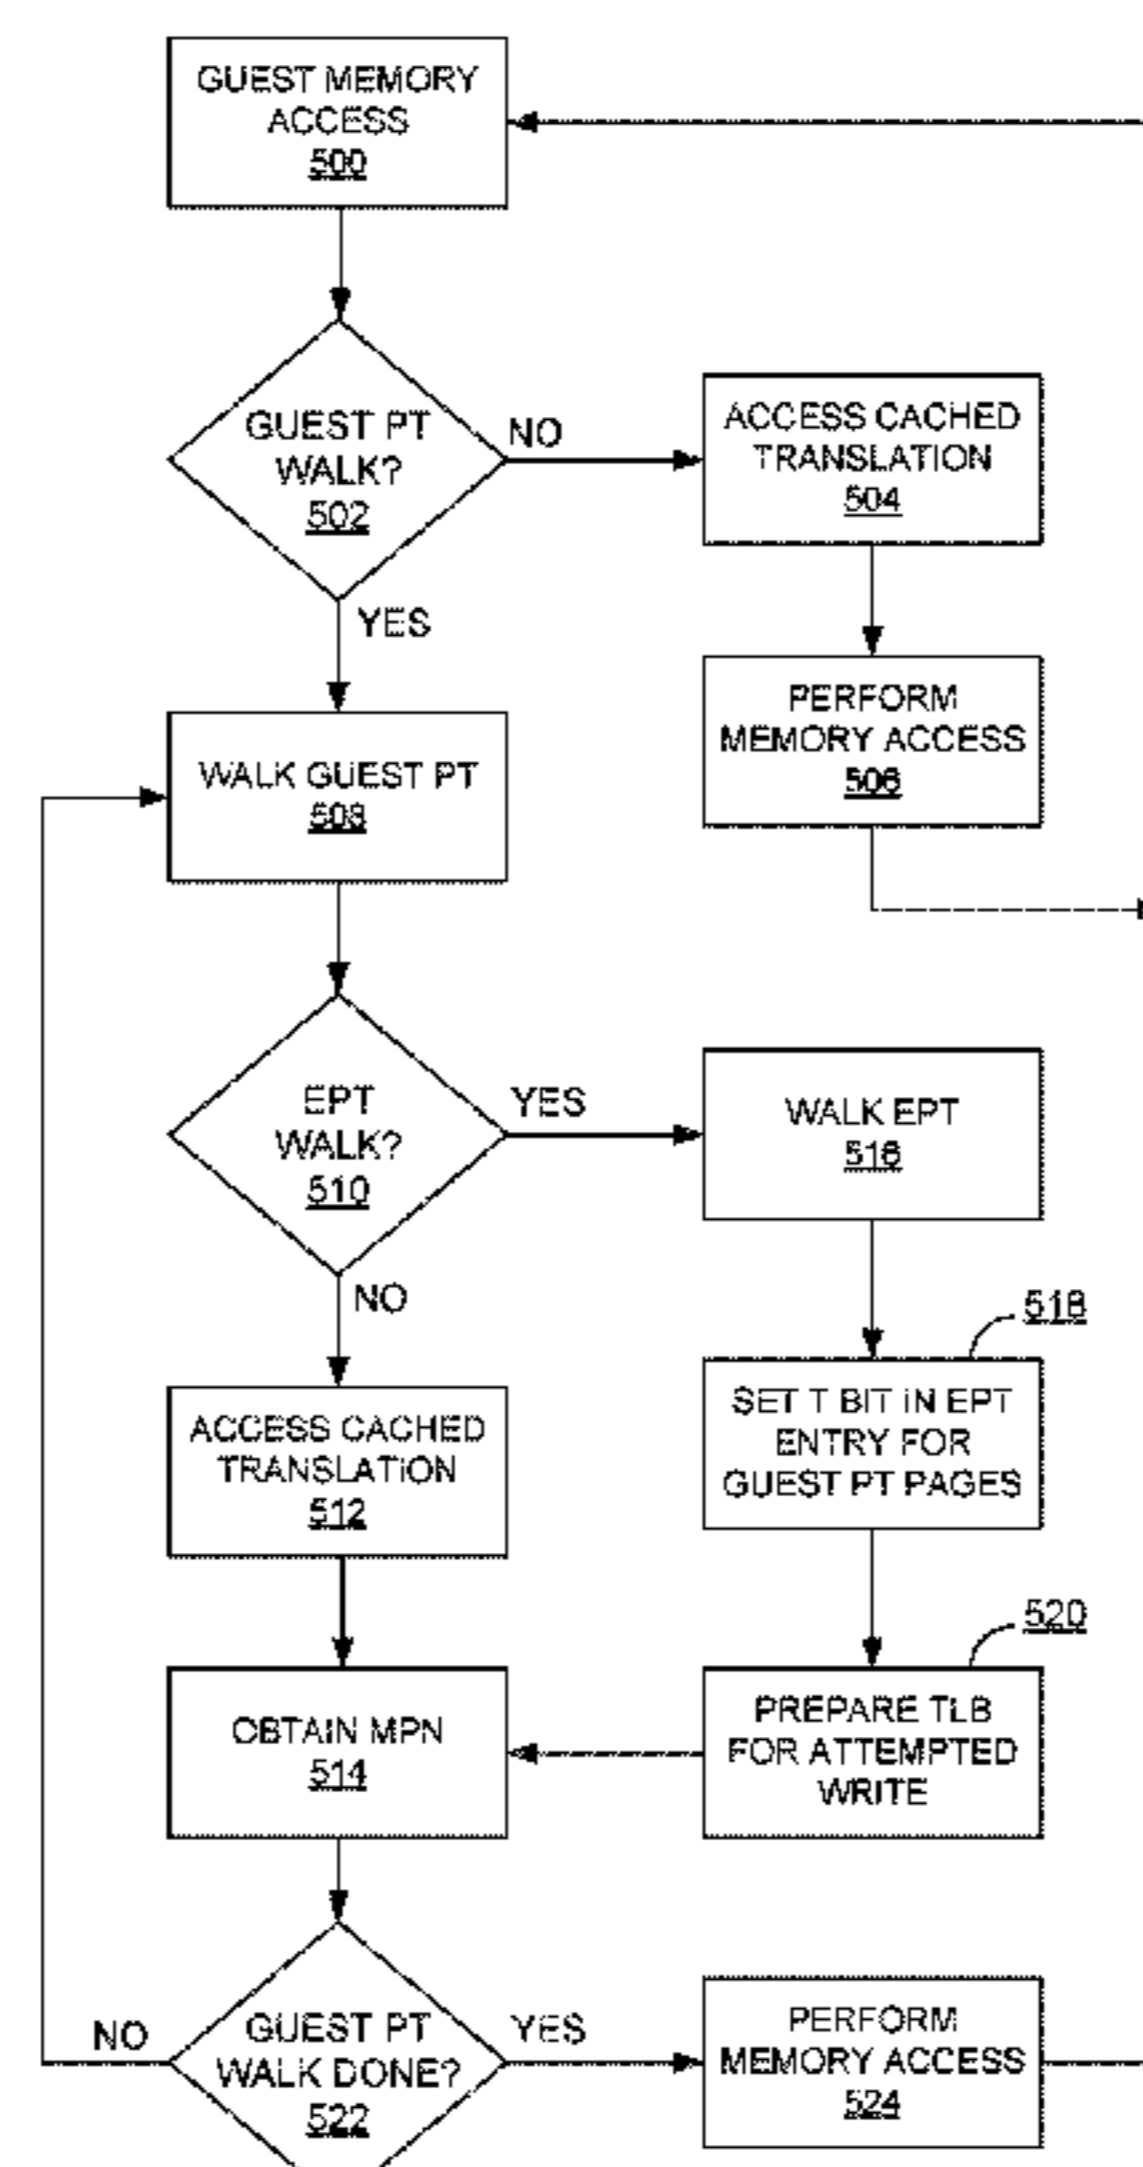 GUEST MEMORY
ACCESS
500
GUEST PT
WALK?
502
NO
ACCESS CACHED
TRANSLATION
504
YES
PERFORM
MEMORY ACCESS
506
WALK GUEST PT
508
EPT
WALK?
510
YES
WALK EPT
516
NO
518
SET T BIT IN EPT
ENTRY FOR
GUEST PT PAGES
ACCESS CACHED
TRANSLATION
512
520
PREPARE TLB
FOR ATTEMPTED
WRITE
OBTAIN MPN
514
NO
GUEST PT
WALK DONE?
522
YES
PERFORM
MEMORY ACCESS
524